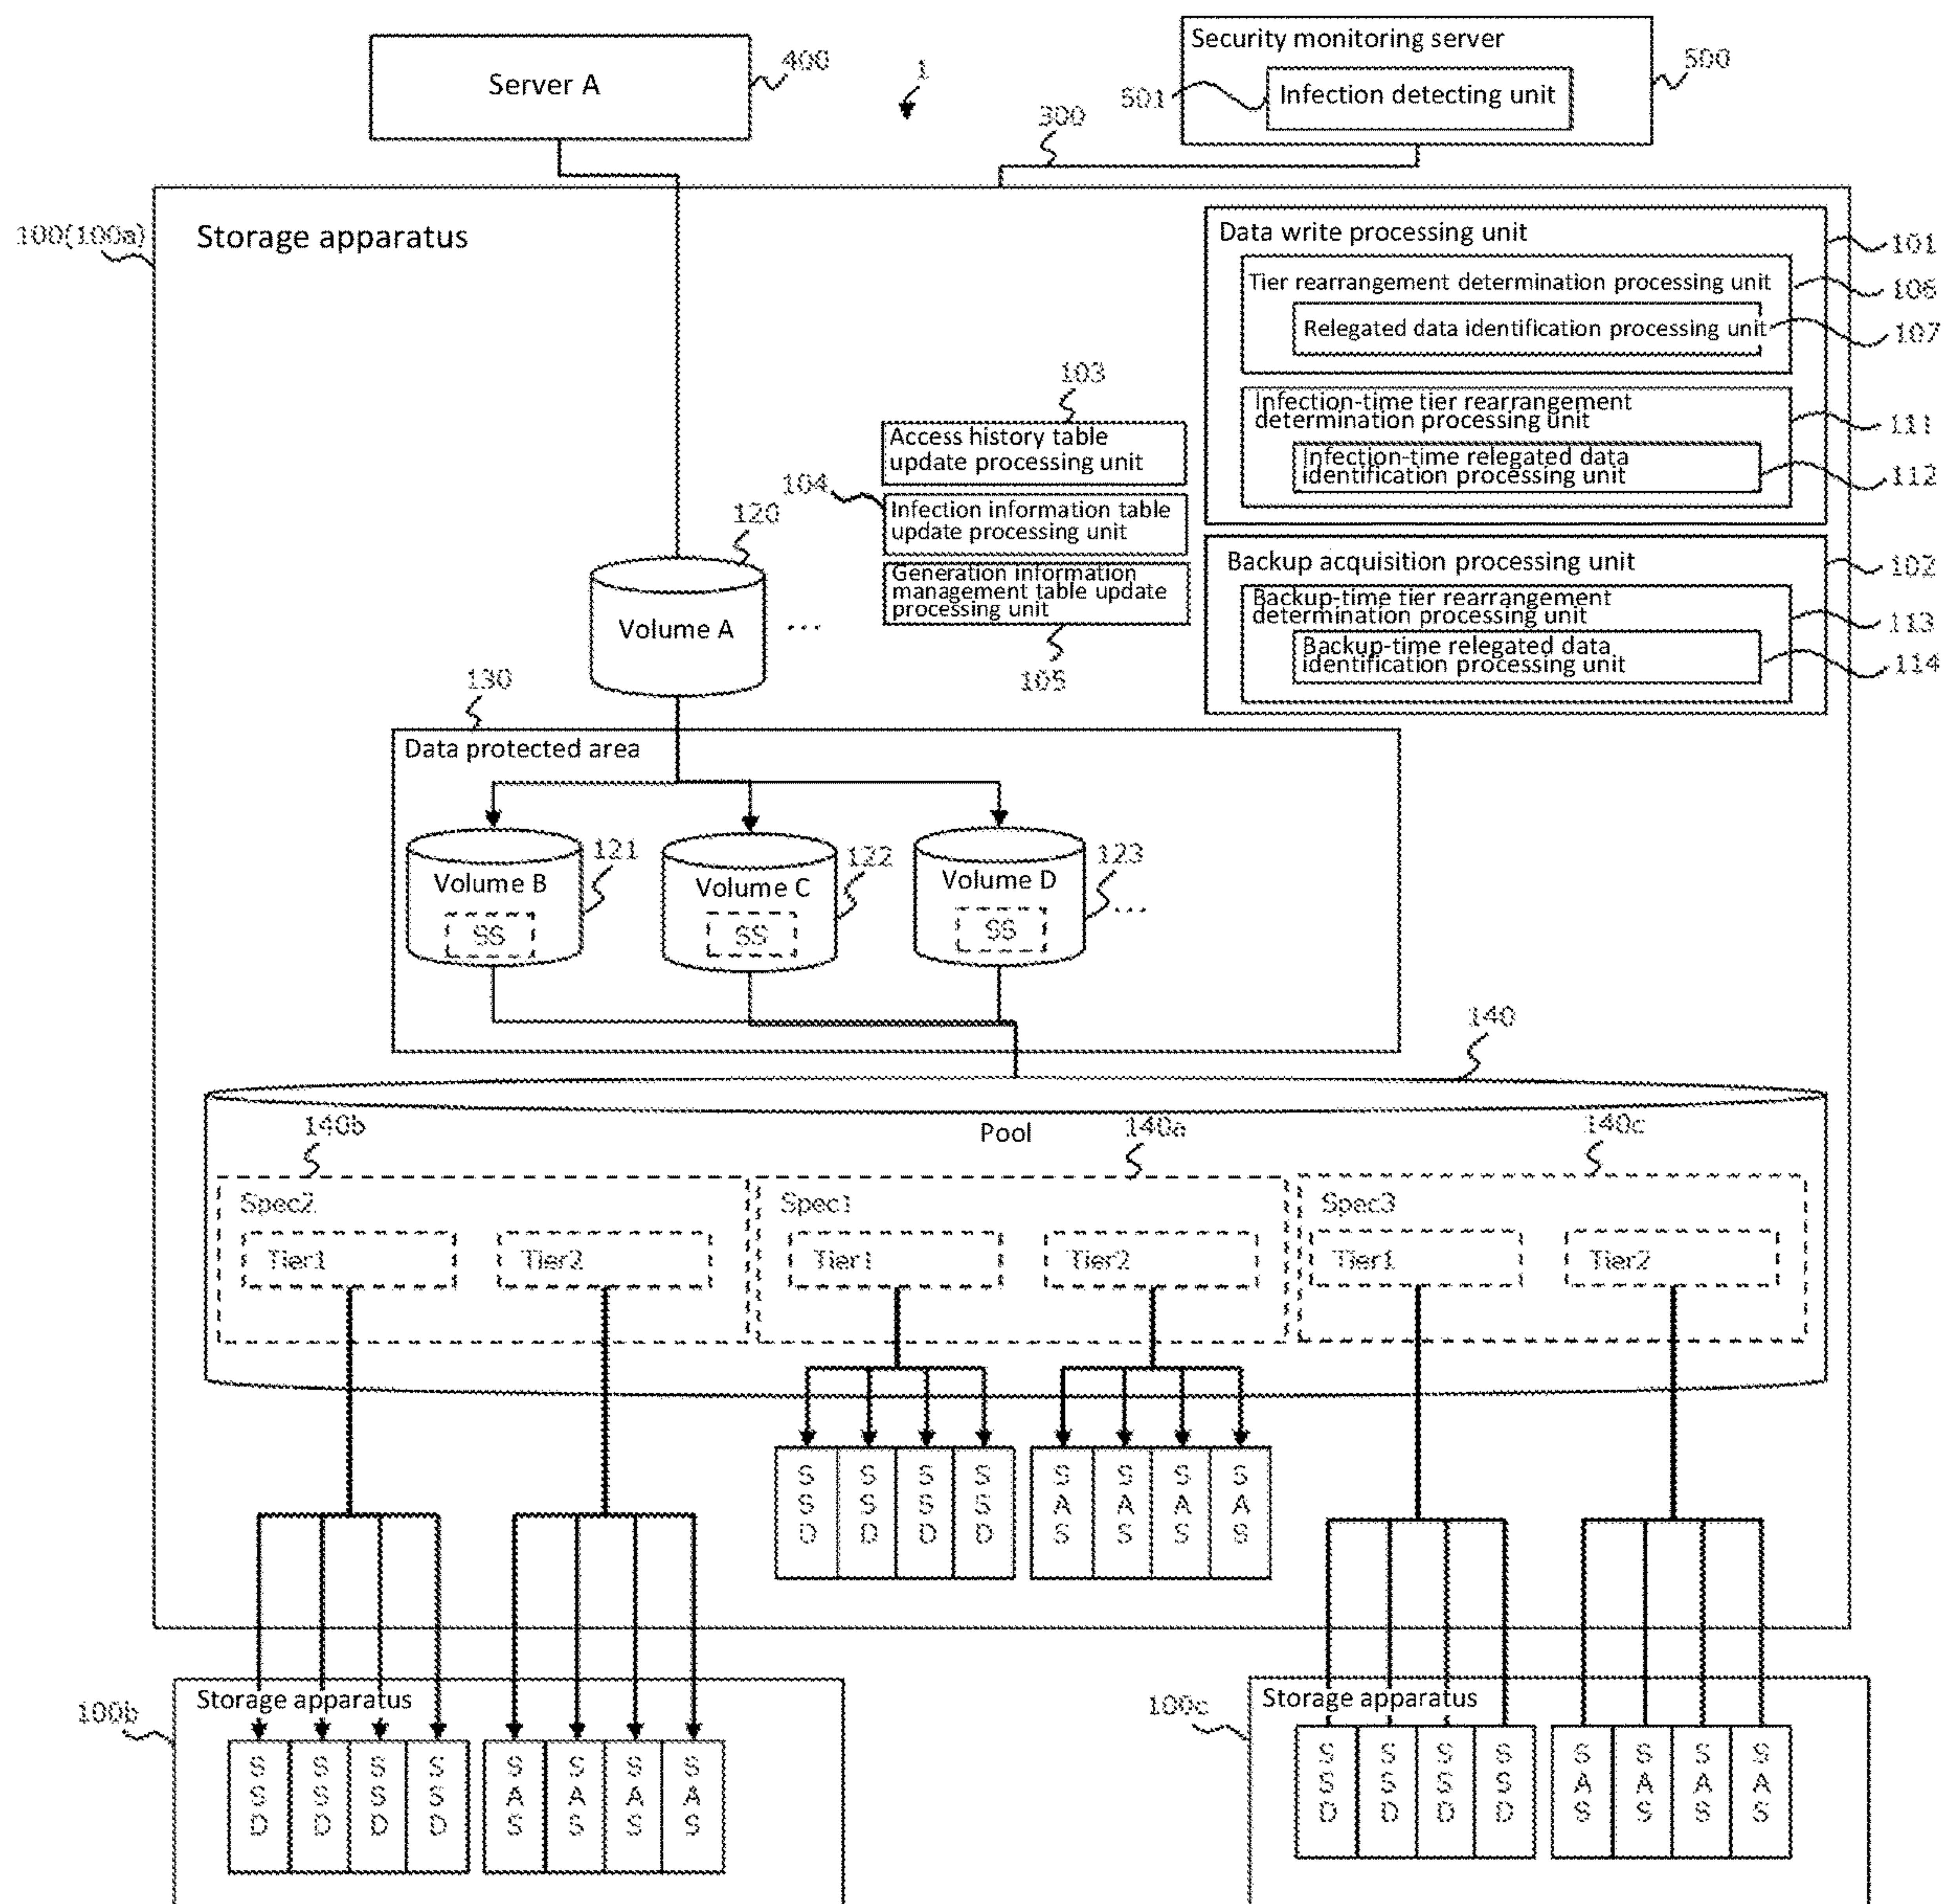 Server A
400
1
Security monitoring server
500
501
Infection detecting unit
300
100(100a)
Storage apparatus
Data write processing unit
101
Tier rearrangement determination processing unit
106
Relegated data identification processing unit
107
Infection-time tier rearrangement
determination processing unit
111
Infection-time relegated data
identification processing unit
112
103
Access history table
update processing unit
104
Infection information table
update processing unit
Generation information
management table update
processing unit
105
Backup acquisition processing unit
102
Backup-time tier rearrangement
determination processing unit
113
Backup-time relegated data
identification processing unit
114
120
Volume A
...
130
Data protected area
Volume B
SS
121
Volume C
SS
122
Volume D
SS
123
...
140
Pool
140b
140a
140c
Spec2
Tier1
Tier2
Spec1
Tier1
Tier2
Spec3
Tier1
Tier2
SSD
SSD
SSD
SSD
SAS
SAS
SAS
SAS
100b
Storage apparatus
SSD
SSD
SSD
SSD
SAS
SAS
SAS
SAS
100c
Storage apparatus
SSD
SSD
SSD
SSD
SAS
SAS
SAS
SAS